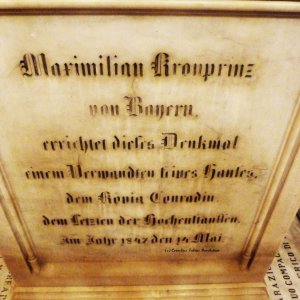 Maximilian Kronprinz
von Bayern,
errichtet dieses Denkmal
einem Verwandten seines Hauses,
dem König Conradin,
dem Letzten der Hohenstauffen.
Im Jahr 1847 den 14 Mai.